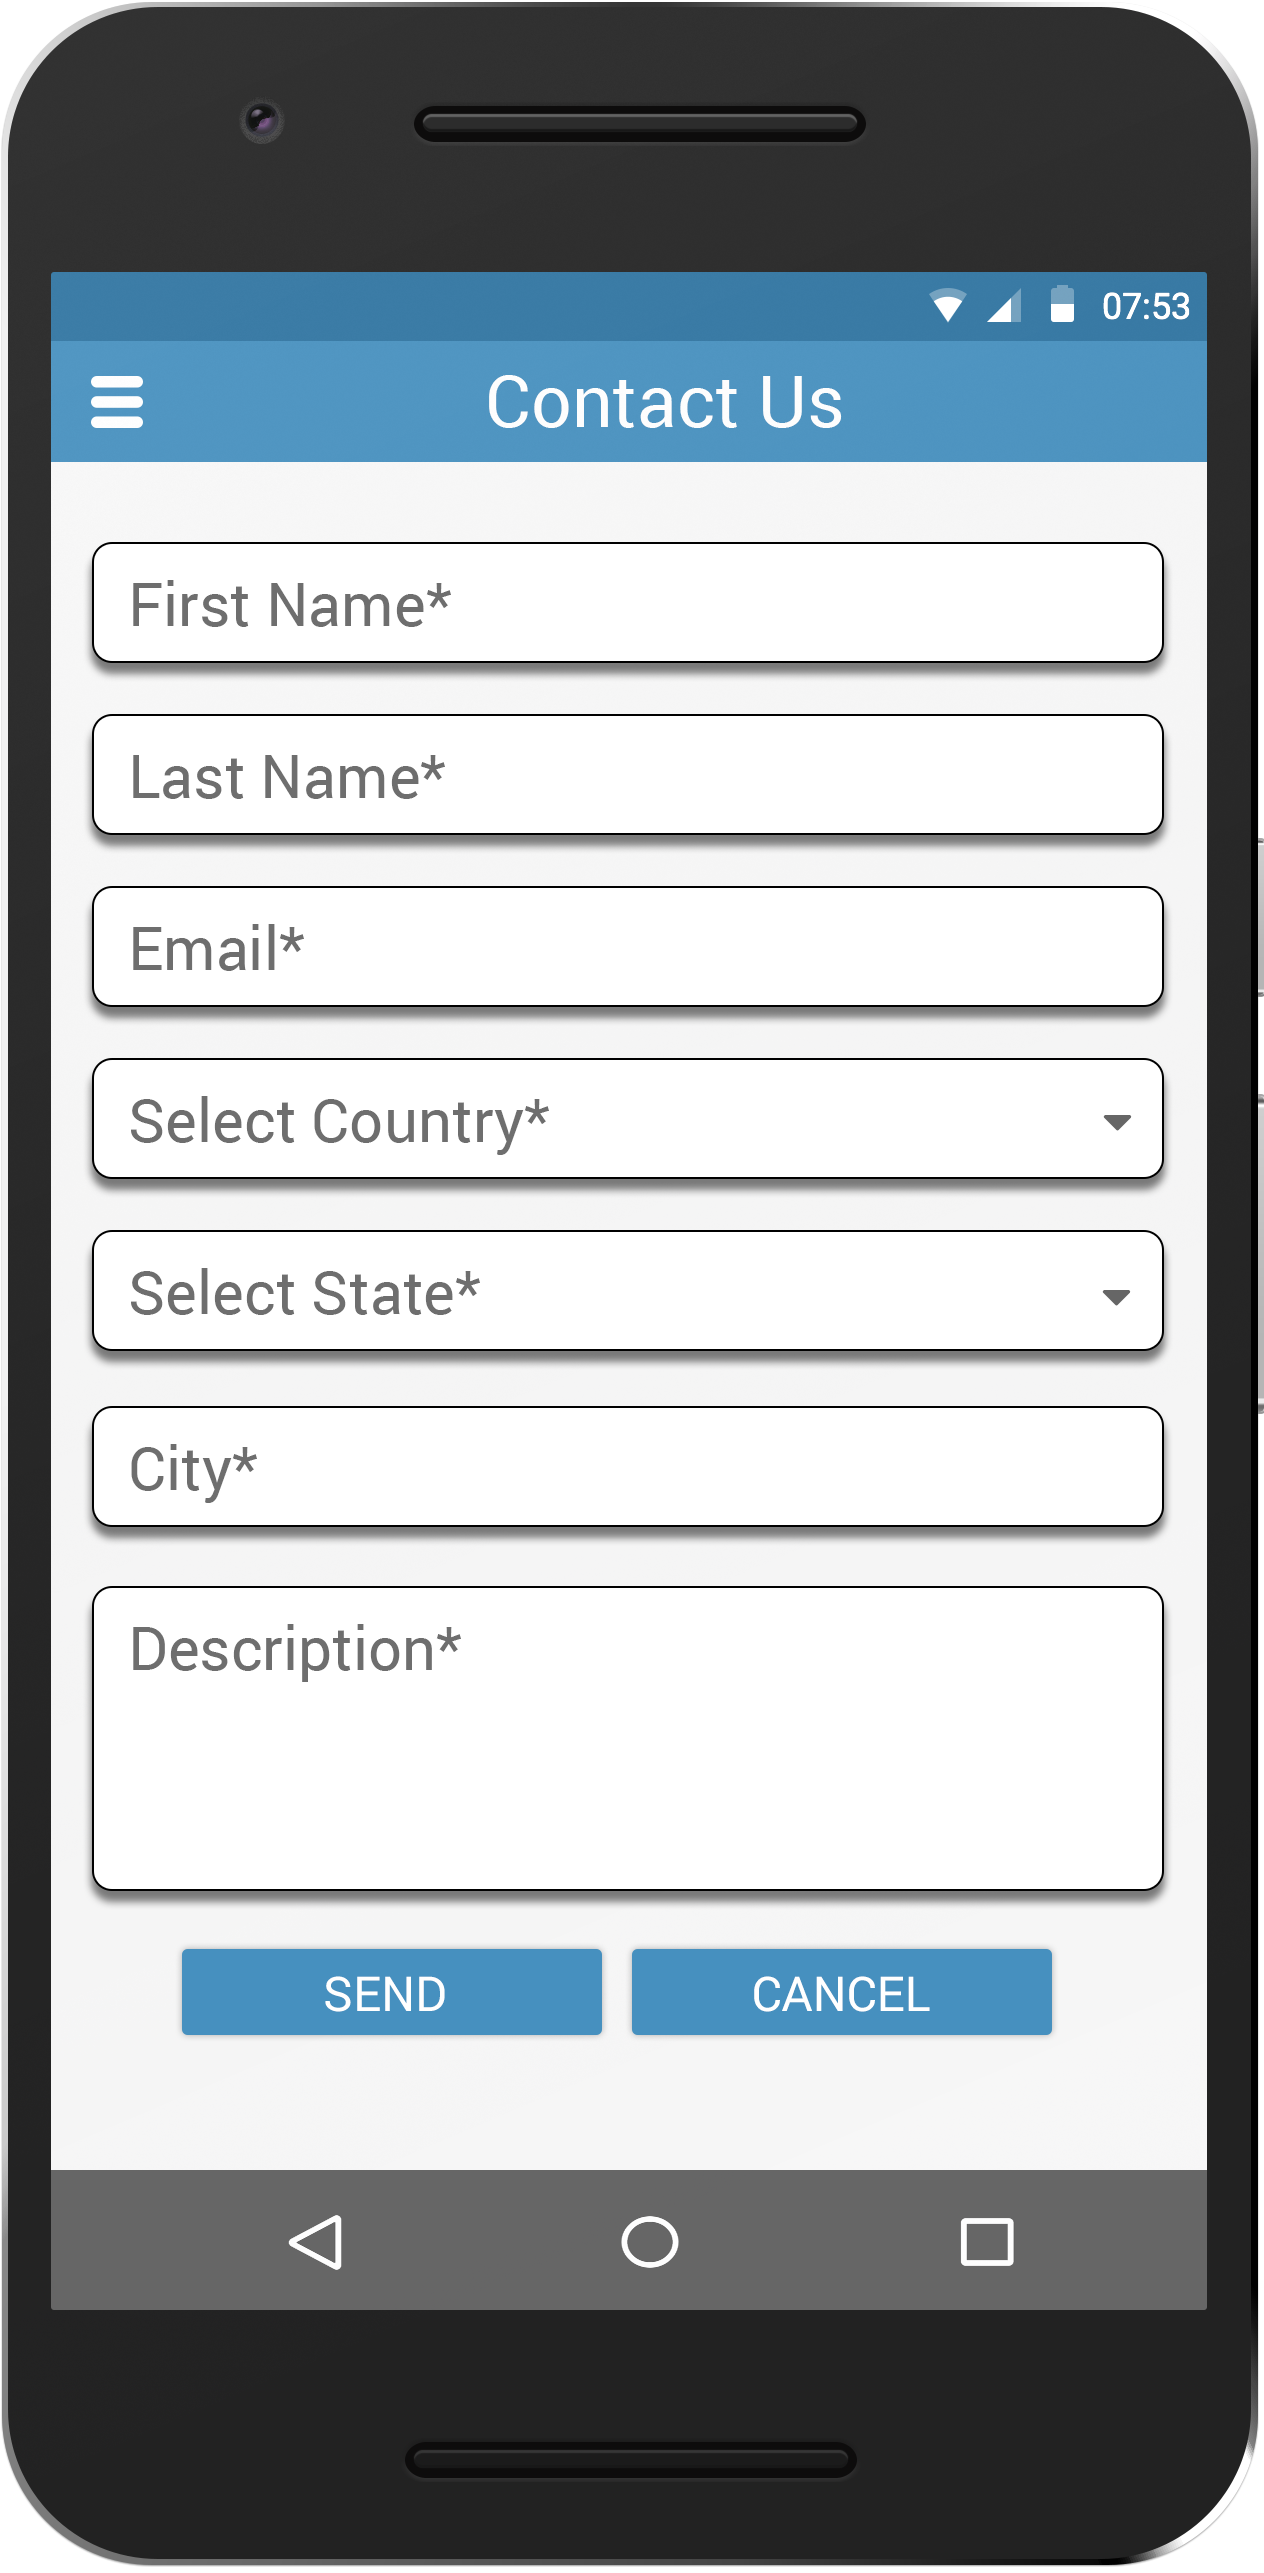 07:53
Contact Us
First Name*
Last Name*
Email*
Select Country*
Select State*
City*
Description*
SEND
CANCEL